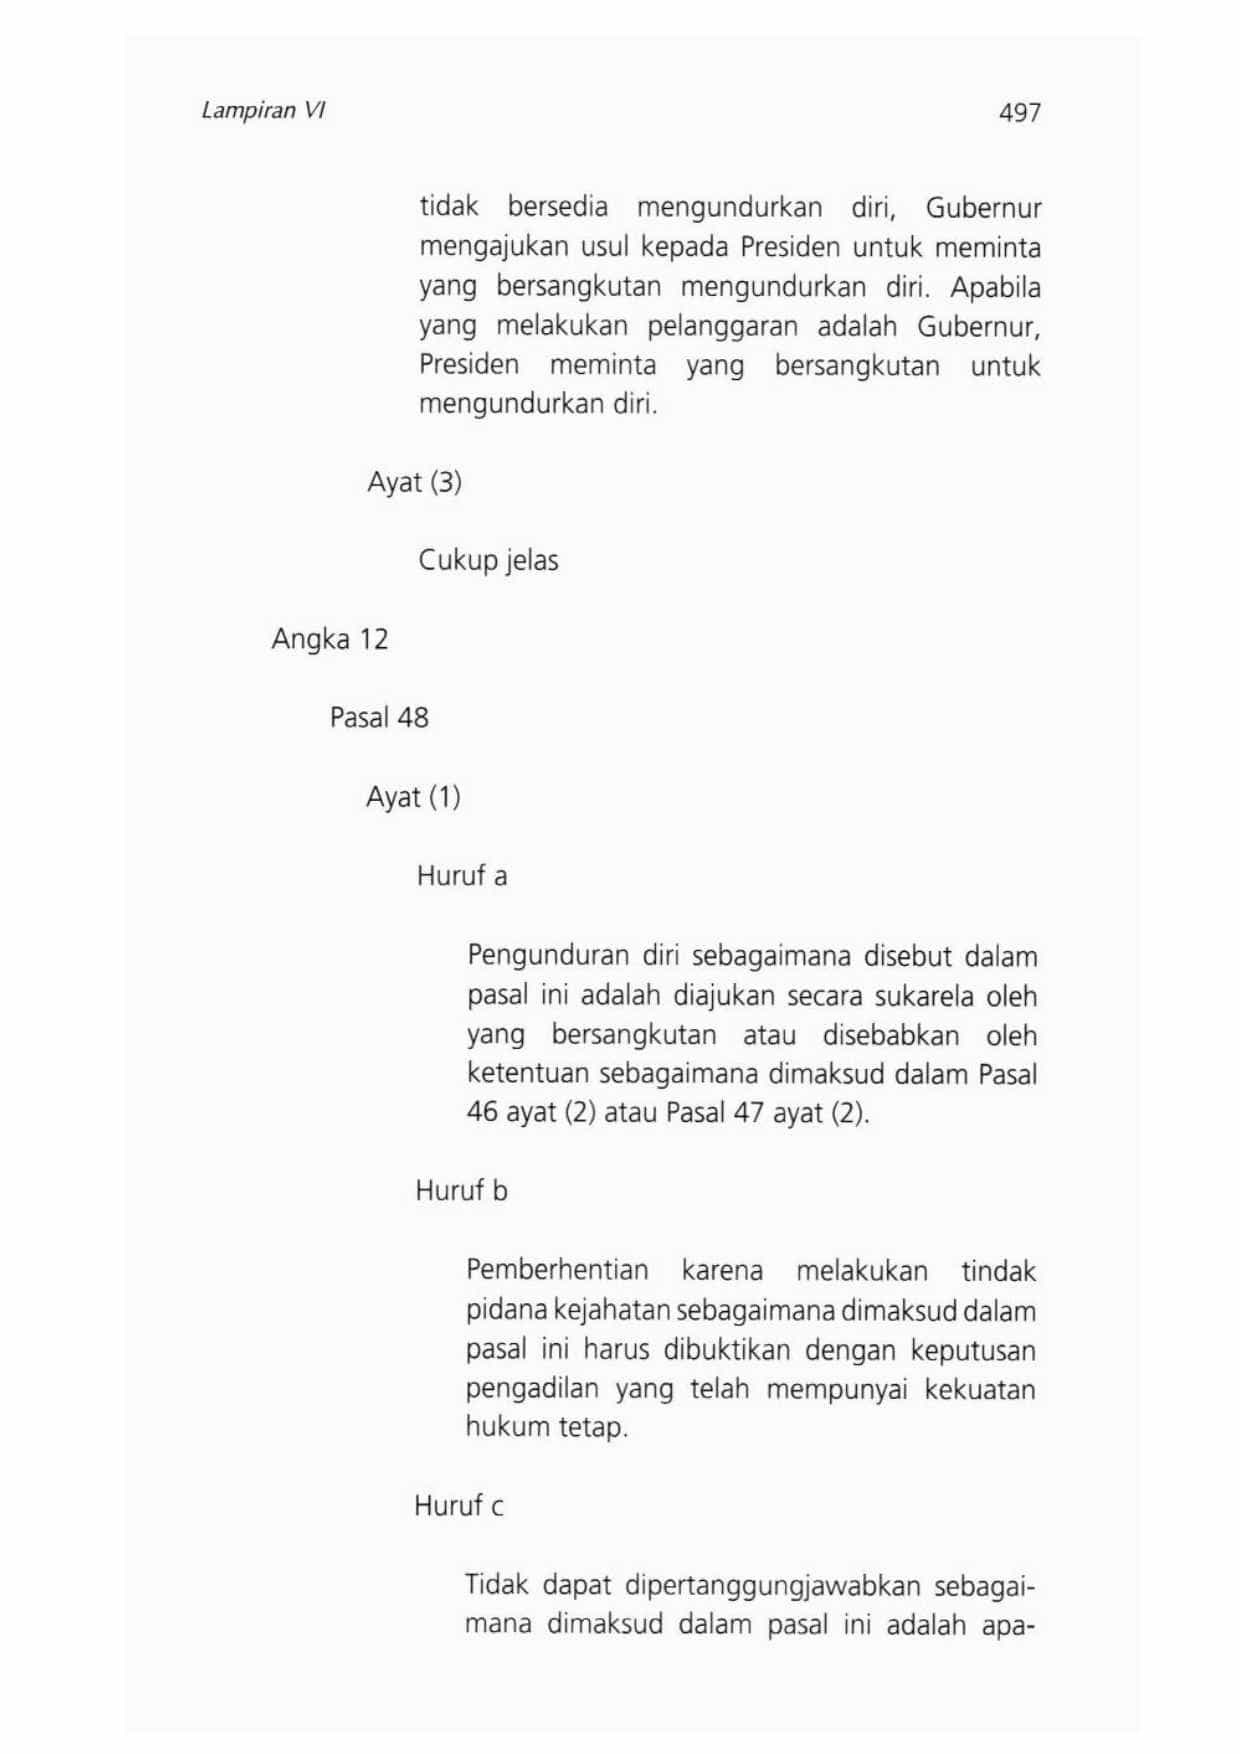 Lampiran VI 497
tidak bersedia mengundurkan diri, Gubernur
mengajukan usul kepada Presiden untuk meminta
yang bersangkutan mengundurkan diri. Apabila
yang melakukan pelanggaran adalah Gubernur,
Presiden meminta yang bersangkutan untuk
mengundurkan diri.
Ayat (3)
Cukup jelas
Angka 12
Pasal 48
Ayat (1)
Huruf a
Pengunduran diri sebagaimana disebut dalam
pasal ini adalah diajukan secara sukarela oleh
yang bersangkutan atau disebabkan oleh
ketentuan sebagaimana dimaksud dalam Pasal
46 ayat (2) atau Pasal 47 ayat (2).
Huruf b
Pemberhentian karena melakukan tindak
pidana kejahatan sebagaimana dimaksud dalam
pasal ini harus dibuktikan dengan keputusan
pengadilan yang telah mempunyai kekuatan
hukum tetap.
Huruf c
Tidak dapat dipertanggungjawabkan sebagai-
mana dimaksud dalam pasal ini adalah apa-